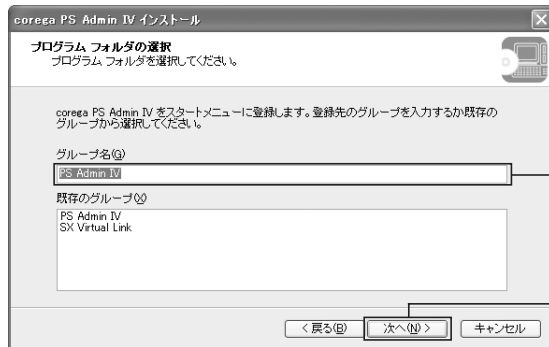 corega PS Admin IV インストール
プログラム フォルダの選択
プログラム フォルダを選択してください。
corega PS Admin IV をスタートメニューに登録します。登録先のグループを入力するか既存の
グループから選択してください。
グループ名(G)
PS Admin IV
既存のグループ(X)
PS Admin IV
SX Virtual Link
< 戻る(B)
次へ(N) >
キャンセル